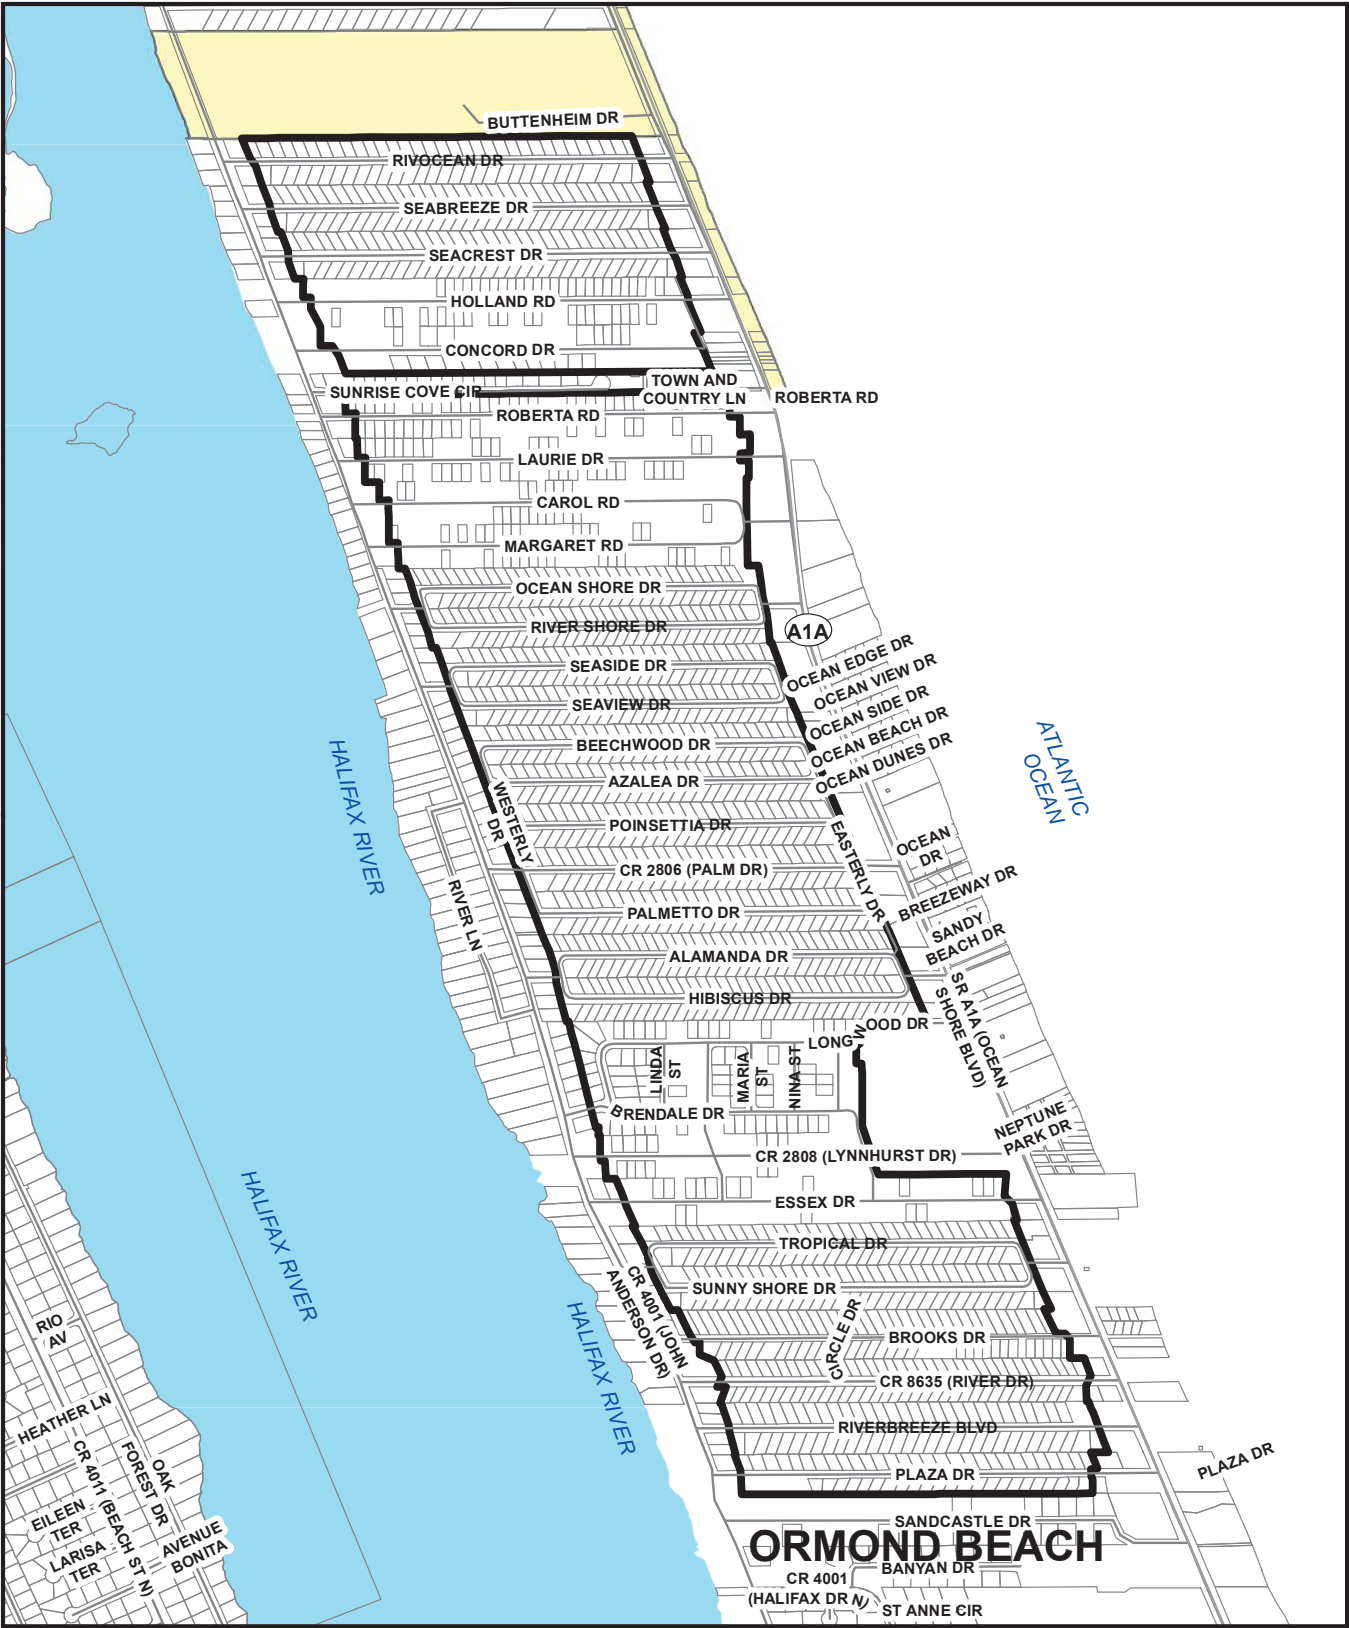 BUTTENHEIM DR
RIVOCEAN DR
SEABREEZE DR
SEACREST DR
HOLLAND RD
CONCORD DR
TOWN AND
COUNTRY LN
SUNRISE COVE CIR
ROBERTA RD
ROBERTA RD
LAURIE DR
CAROL RD
MARGARET RD
OCEAN SHORE DR
RIVER SHORE DR
A1A
SEASIDE DR
SEAVIEW DR
OCEAN EDGE DR
OCEAN VIEW DR
OCEAN SIDE DR
OCEAN BEACH DR
OCEAN DUNES DR
BEECHWOOD DR
AZALEA DR
POINSETTIA DR
WESTERLY
DR
EASTERLY DR
HALIFAX RIVER
ATLANTIC
OCEAN
OCEAN
DR
CR 2806 (PALM DR)
BREEZEWAY DR
PALMETTO DR
SANDY
BEACH DR
RIVER LN
ALAMANDA DR
HIBISCUS DR
SR A1A (OCEAN
SHORE BLVD)
LONGWOOD DR
LINDA
ST
MARIA
ST
NINA ST
BRENDALE DR
NEPTUNE
PARK DR
CR 2808 (LYNNHURST DR)
ESSEX DR
HALIFAX RIVER
TROPICAL DR
SUNNY SHORE DR
CR 4001 (JOHN
ANDERSON DR)
CIRCLE DR
BROOKS DR
HALIFAX RIVER
CR 8635 (RIVER DR)
RIVERBREEZE BLVD
PLAZA DR
PLAZA DR
RIO
AV
HEATHER LN
CR 4011 (BEACH ST N)
OAK
FOREST DR
EILEEN
TER
LARISA
TER
AVENUE
BONITA
SANDCASTLE DR
ORMOND BEACH
BANYAN DR
CR 4001
(HALIFAX DR N)
ST ANNE CIR